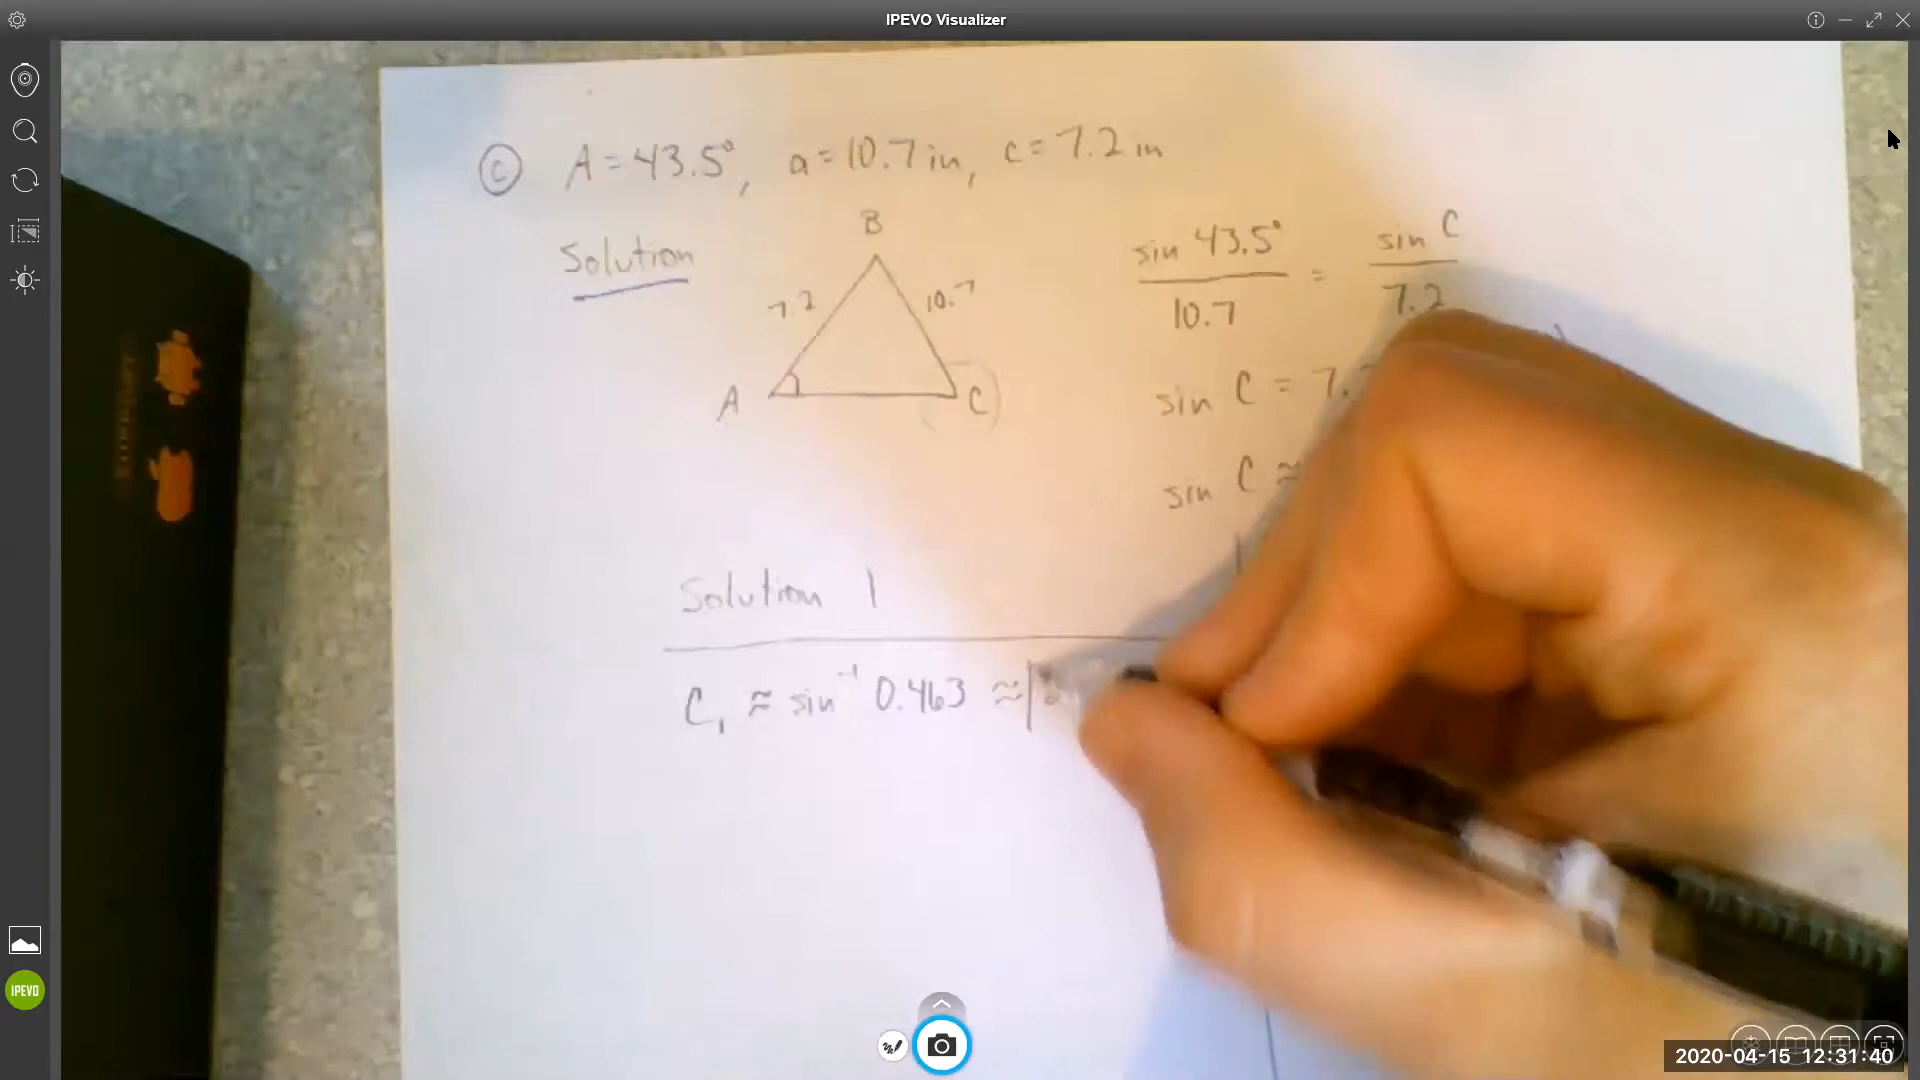 IPEVO Visualizer
Ⓒ A = 43.5°, a = 10.7 in, c = 7.2 in
Solution
B
7.2
10.7
A
C
sin 43.5° / 10.7 = sin C / 7.2
sin C = 7.
sin C ≈
Solution 1
C₁ ≈ sin⁻¹ 0.463 ≈
IPEVO
2020-04-15 12:31:40